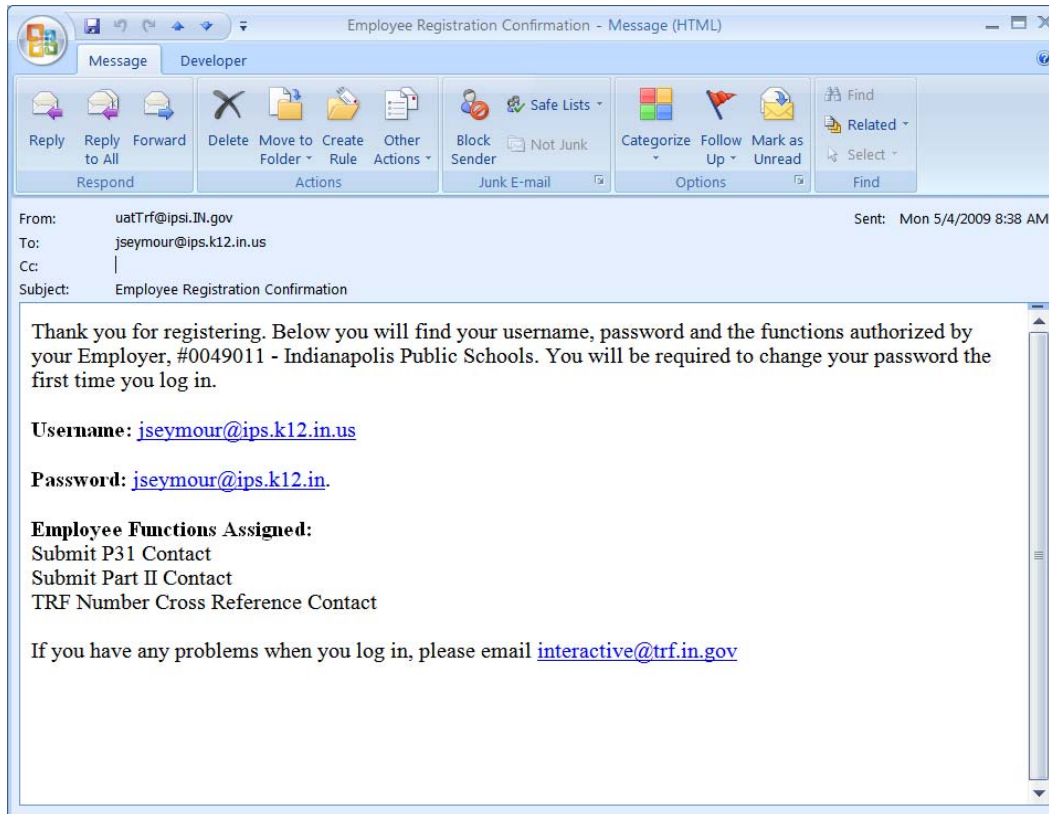 Employee Registration Confirmation - Message (HTML)
Message Developer
Reply
Reply to All
Forward
Delete
Move to Folder
Create Rule
Other Actions
Block Sender
Safe Lists
Not Junk
Categorize
Follow Up
Mark as Unread
Find
Related
Select
Respond
Actions
Junk E-mail
Options
Find
From: uatTrf@ipsi.IN.gov Sent: Mon 5/4/2009 8:38 AM
To: jseymour@ips.k12.in.us
Cc:
Subject: Employee Registration Confirmation
Thank you for registering. Below you will find your username, password and the functions authorized by
your Employer, #0049011 - Indianapolis Public Schools. You will be required to change your password the
first time you log in.
Username: jseymour@ips.k12.in.us
Password: jseymour@ips.k12.in.
Employee Functions Assigned:
Submit P31 Contact
Submit Part II Contact
TRF Number Cross Reference Contact
If you have any problems when you log in, please email interactive@trf.in.gov